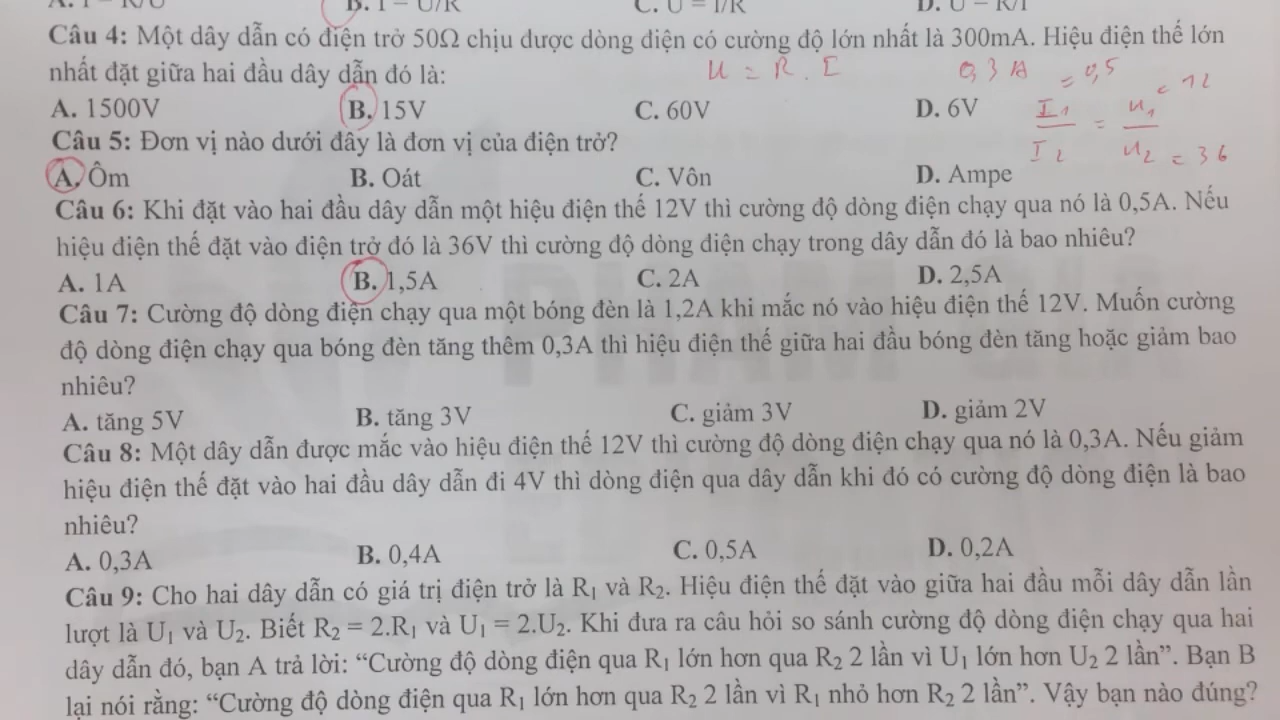 A. I = R/U B. I = U/R C. U = I/R D. U = R/I
Câu 4: Một dây dẫn có điện trở 50Ω chịu được dòng điện có cường độ lớn nhất là 300mA. Hiệu điện thế lớn
nhất đặt giữa hai đầu dây dẫn đó là:
U = R . I 0,3 A = 0,5
A. 1500V B. 15V C. 60V D. 6V
I1 / I2 = U1 / U2 = 12
= 36
Câu 5: Đơn vị nào dưới đây là đơn vị của điện trở?
A. Ôm B. Oát C. Vôn D. Ampe
Câu 6: Khi đặt vào hai đầu dây dẫn một hiệu điện thế 12V thì cường độ dòng điện chạy qua nó là 0,5A. Nếu
hiệu điện thế đặt vào điện trở đó là 36V thì cường độ dòng điện chạy trong dây dẫn đó là bao nhiêu?
A. 1A B. 1,5A C. 2A D. 2,5A
Câu 7: Cường độ dòng điện chạy qua một bóng đèn là 1,2A khi mắc nó vào hiệu điện thế 12V. Muốn cường
độ dòng điện chạy qua bóng đèn tăng thêm 0,3A thì hiệu điện thế giữa hai đầu bóng đèn tăng hoặc giảm bao
nhiêu?
A. tăng 5V B. tăng 3V C. giảm 3V D. giảm 2V
Câu 8: Một dây dẫn được mắc vào hiệu điện thế 12V thì cường độ dòng điện chạy qua nó là 0,3A. Nếu giảm
hiệu điện thế đặt vào hai đầu dây dẫn đi 4V thì dòng điện qua dây dẫn khi đó có cường độ dòng điện là bao
nhiêu?
A. 0,3A B. 0,4A C. 0,5A D. 0,2A
Câu 9: Cho hai dây dẫn có giá trị điện trở là R₁ và R₂. Hiệu điện thế đặt vào giữa hai đầu mỗi dây dẫn lần
lượt là U₁ và U₂. Biết R₂ = 2.R₁ và U₁ = 2.U₂. Khi đưa ra câu hỏi so sánh cường độ dòng điện chạy qua hai
dây dẫn đó, bạn A trả lời: “Cường độ dòng điện qua R₁ lớn hơn qua R₂ 2 lần vì U₁ lớn hơn U₂ 2 lần”. Bạn B
lại nói rằng: “Cường độ dòng điện qua R₁ lớn hơn qua R₂ 2 lần vì R₁ nhỏ hơn R₂ 2 lần”. Vậy bạn nào đúng?